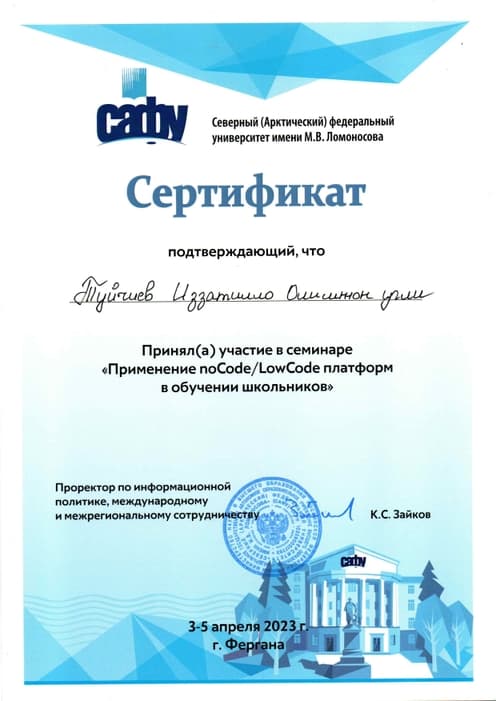 сафу
Северный (Арктический) федеральный
университет имени М.В. Ломоносова
Сертификат
подтверждающий, что
Туйчиев Иззатилло Олимжон угли
Принял(а) участие в семинаре
«Применение noCode/LowCode платформ
в обучении школьников»
Проректор по информационной
политике, международному
и межрегиональному сотрудничеству
К.С. Зайков
сафу
3-5 апреля 2023 г.
г. Фергана